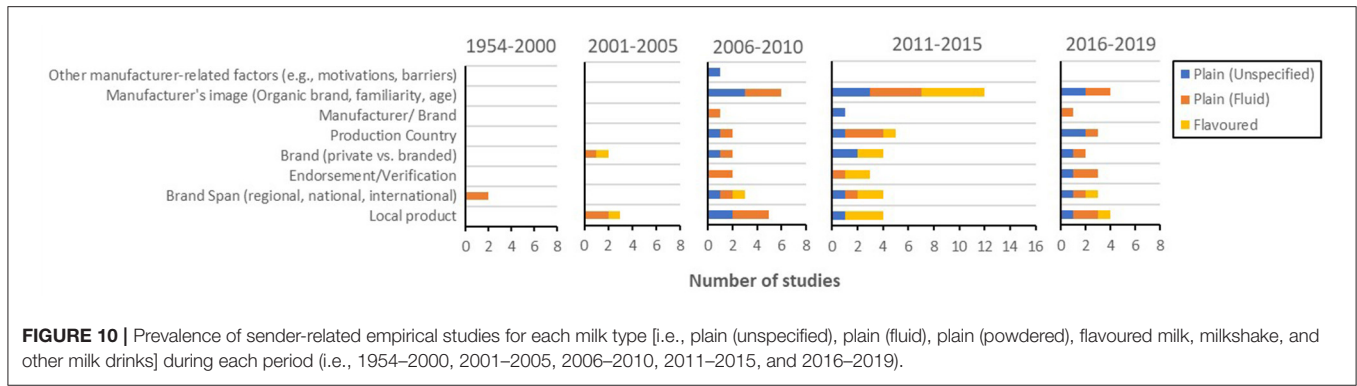 1954-2000
2001-2005
2006-2010
2011-2015
2016-2019
Other manufacturer-related factors (e.g., motivations, barriers)
Manufacturer's image (Organic brand, familiarity, age)
Manufacturer/ Brand
Production Country
Brand (private vs. branded)
Endorsement/Verification
Brand Span (regional, national, international)
Local product
Plain (Unspecified)
Plain (Fluid)
Flavoured
0 2 4 6 8
0 2 4 6 8
0 2 4 6 8
0 2 4 6 8 10 12 14 16
0 2 4 6 8
Number of studies
FIGURE 10 | Prevalence of sender-related empirical studies for each milk type [i.e., plain (unspecified), plain (fluid), plain (powdered), flavoured milk, milkshake, and
other milk drinks] during each period (i.e., 1954–2000, 2001–2005, 2006–2010, 2011–2015, and 2016–2019).